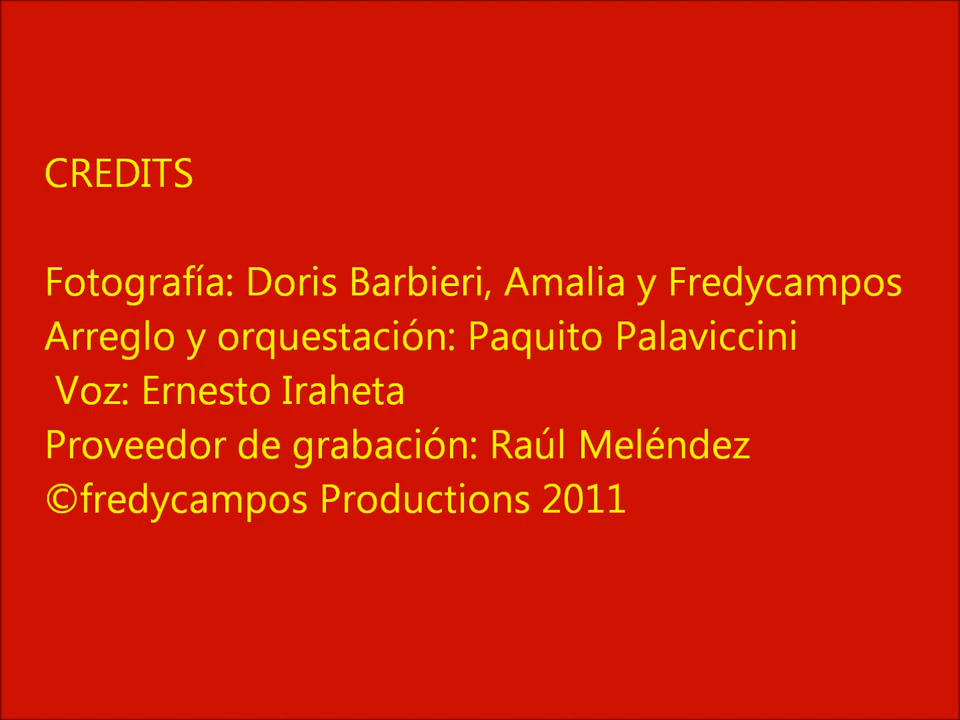 CREDITS
Fotografía: Doris Barbieri, Amalia y Fredycampos
Arreglo y orquestación: Paquito Palaviccini
Voz: Ernesto Iraheta
Proveedor de grabación: Raúl Meléndez
©fredycampos Productions 2011